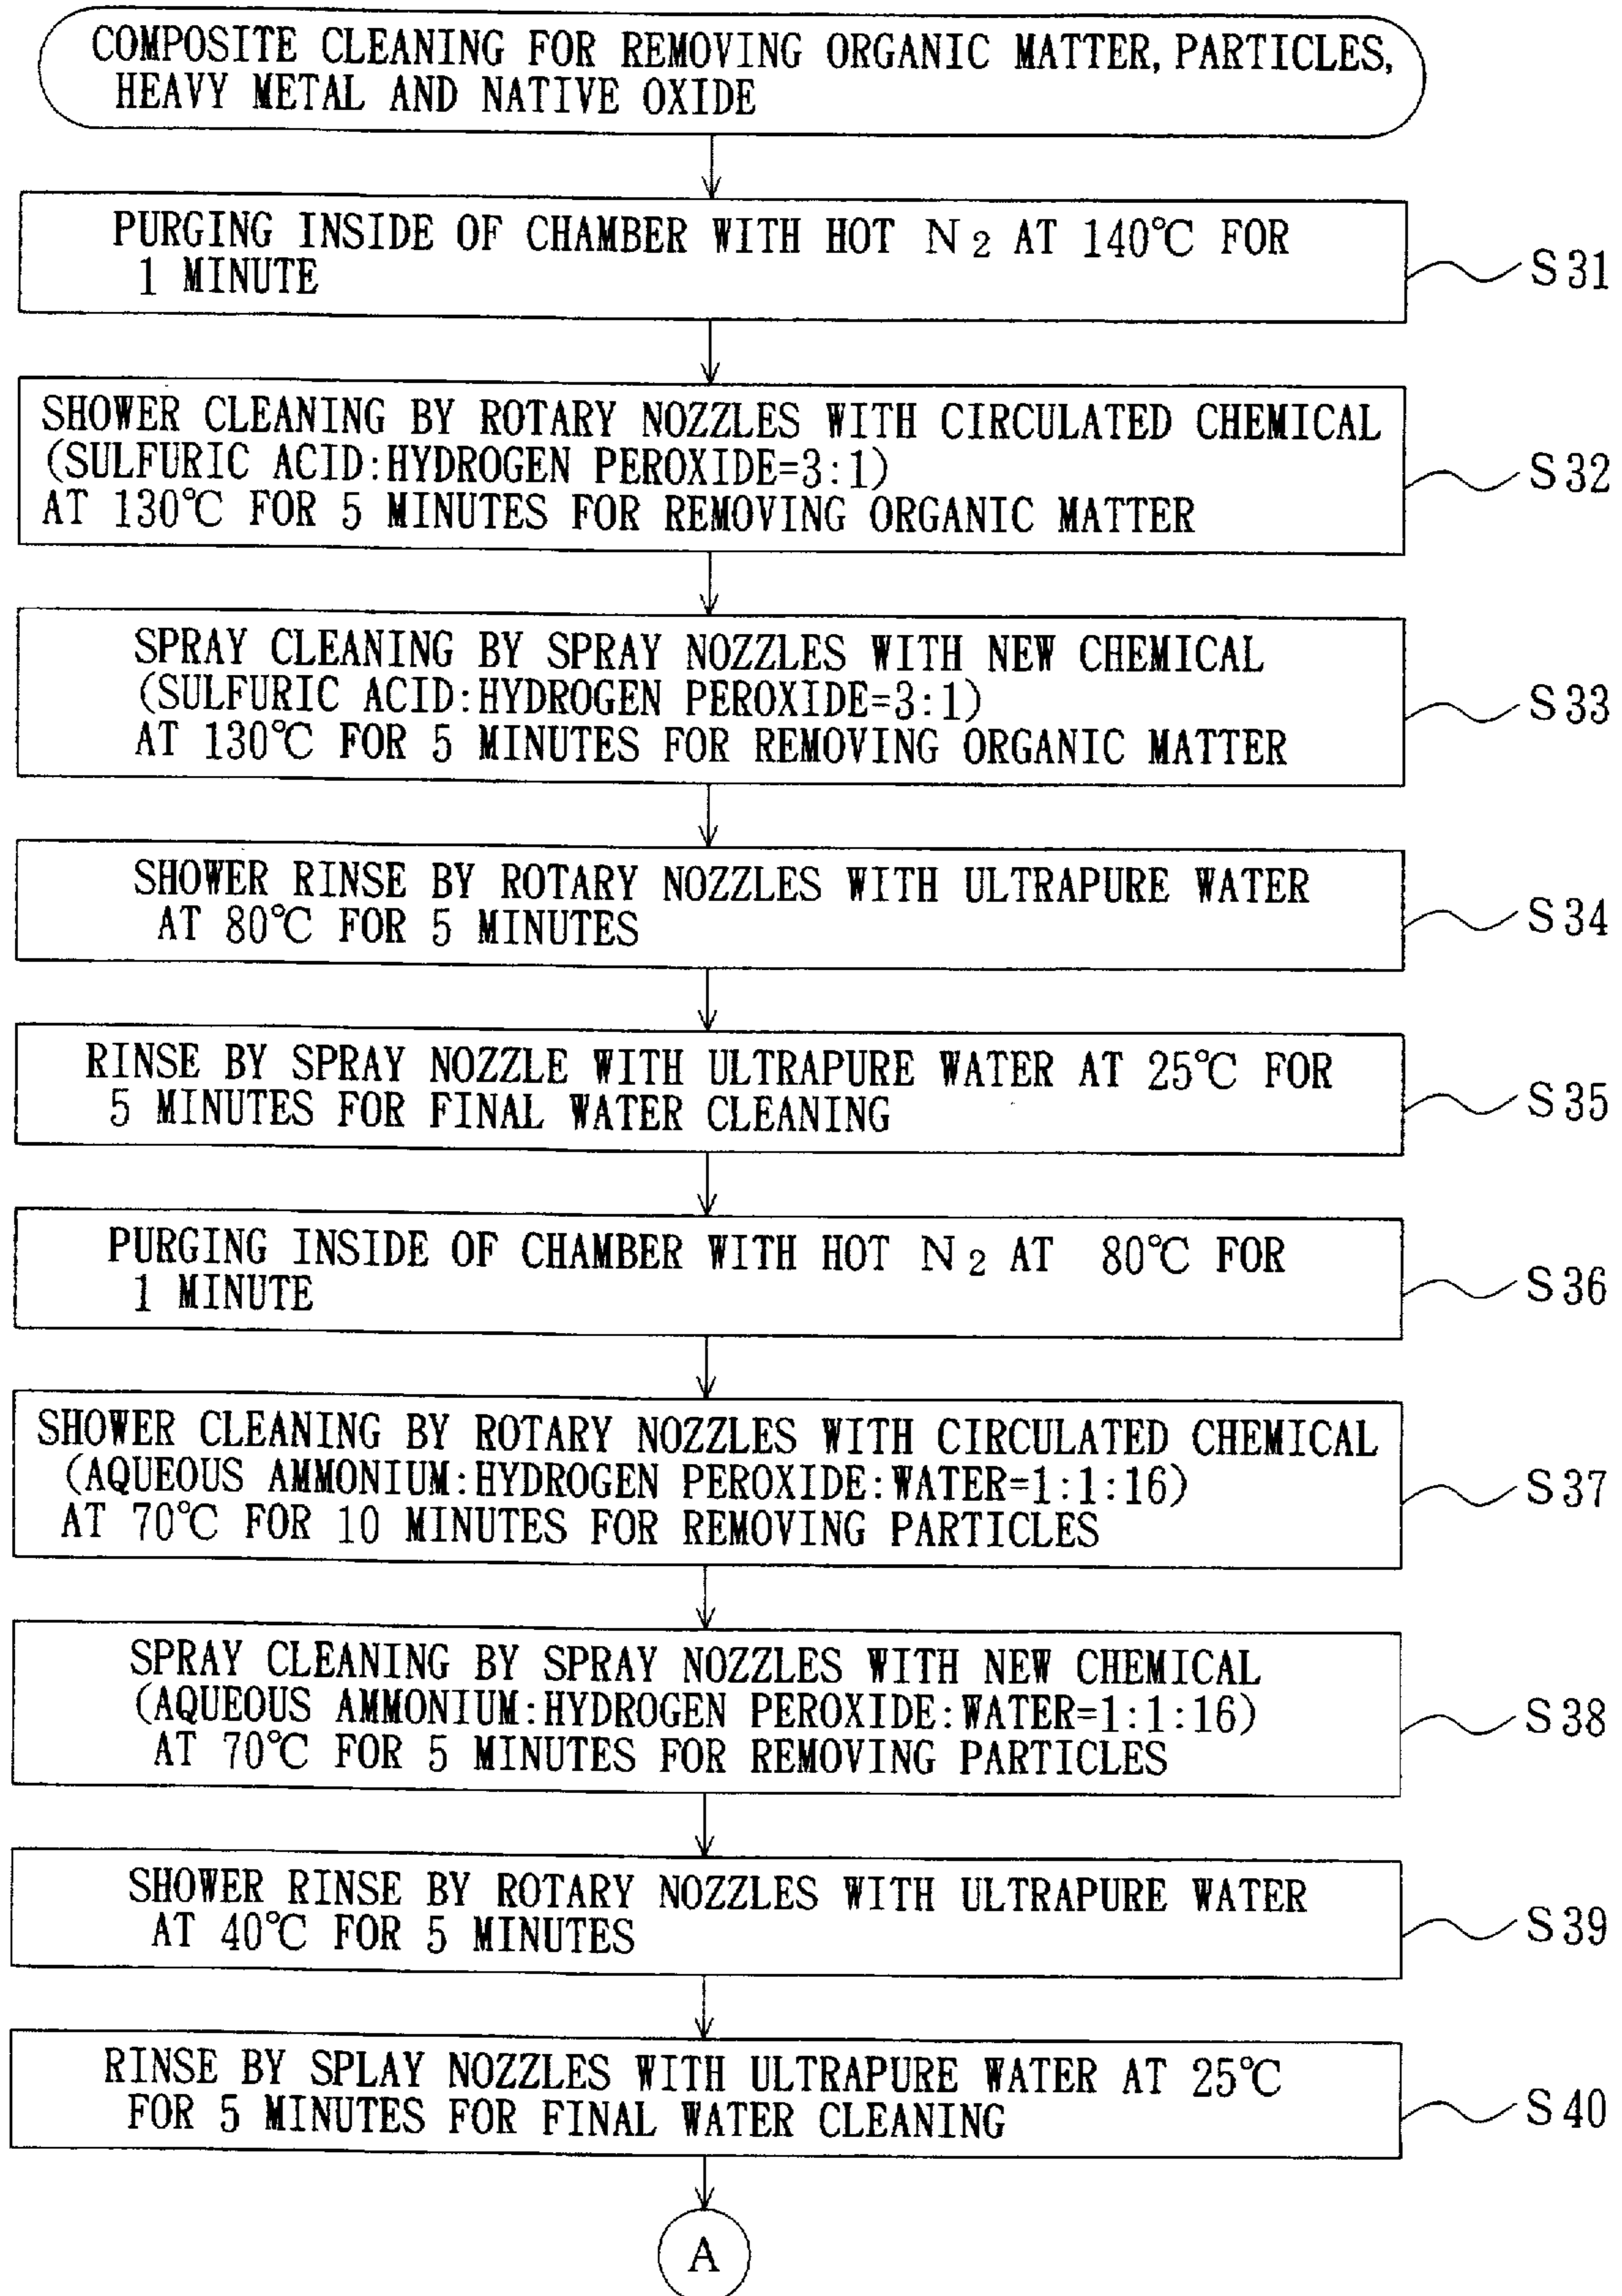 COMPOSITE CLEANING FOR REMOVING ORGANIC MATTER, PARTICLES,
HEAVY METAL AND NATIVE OXIDE
PURGING INSIDE OF CHAMBER WITH HOT N₂ AT 140℃ FOR
1 MINUTE
S31
SHOWER CLEANING BY ROTARY NOZZLES WITH CIRCULATED CHEMICAL
(SULFURIC ACID:HYDROGEN PEROXIDE=3:1)
AT 130℃ FOR 5 MINUTES FOR REMOVING ORGANIC MATTER
S32
SPRAY CLEANING BY SPRAY NOZZLES WITH NEW CHEMICAL
(SULFURIC ACID:HYDROGEN PEROXIDE=3:1)
AT 130℃ FOR 5 MINUTES FOR REMOVING ORGANIC MATTER
S33
SHOWER RINSE BY ROTARY NOZZLES WITH ULTRAPURE WATER
AT 80℃ FOR 5 MINUTES
S34
RINSE BY SPRAY NOZZLE WITH ULTRAPURE WATER AT 25℃ FOR
5 MINUTES FOR FINAL WATER CLEANING
S35
PURGING INSIDE OF CHAMBER WITH HOT N₂ AT 80℃ FOR
1 MINUTE
S36
SHOWER CLEANING BY ROTARY NOZZLES WITH CIRCULATED CHEMICAL
(AQUEOUS AMMONIUM:HYDROGEN PEROXIDE:WATER=1:1:16)
AT 70℃ FOR 10 MINUTES FOR REMOVING PARTICLES
S37
SPRAY CLEANING BY SPRAY NOZZLES WITH NEW CHEMICAL
(AQUEOUS AMMONIUM:HYDROGEN PEROXIDE:WATER=1:1:16)
AT 70℃ FOR 5 MINUTES FOR REMOVING PARTICLES
S38
SHOWER RINSE BY ROTARY NOZZLES WITH ULTRAPURE WATER
AT 40℃ FOR 5 MINUTES
S39
RINSE BY SPLAY NOZZLES WITH ULTRAPURE WATER AT 25℃
FOR 5 MINUTES FOR FINAL WATER CLEANING
S40
A